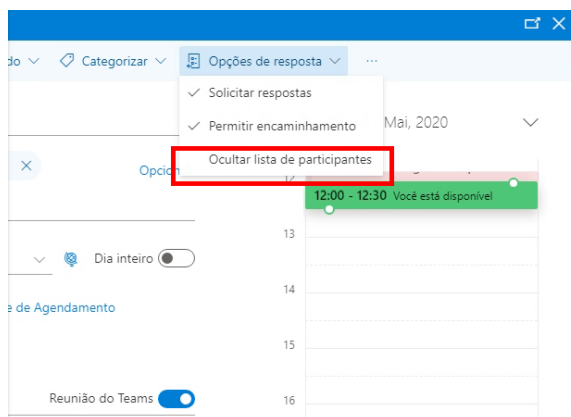 do Categorizar Opções de resposta ...
Solicitar respostas
Permitir encaminhamento
Mai, 2020
Ocultar lista de participantes
Opcion
12
12:00 - 12:30 Você está disponível
13
Dia inteiro
14
e de Agendamento
15
Reunião do Teams
16